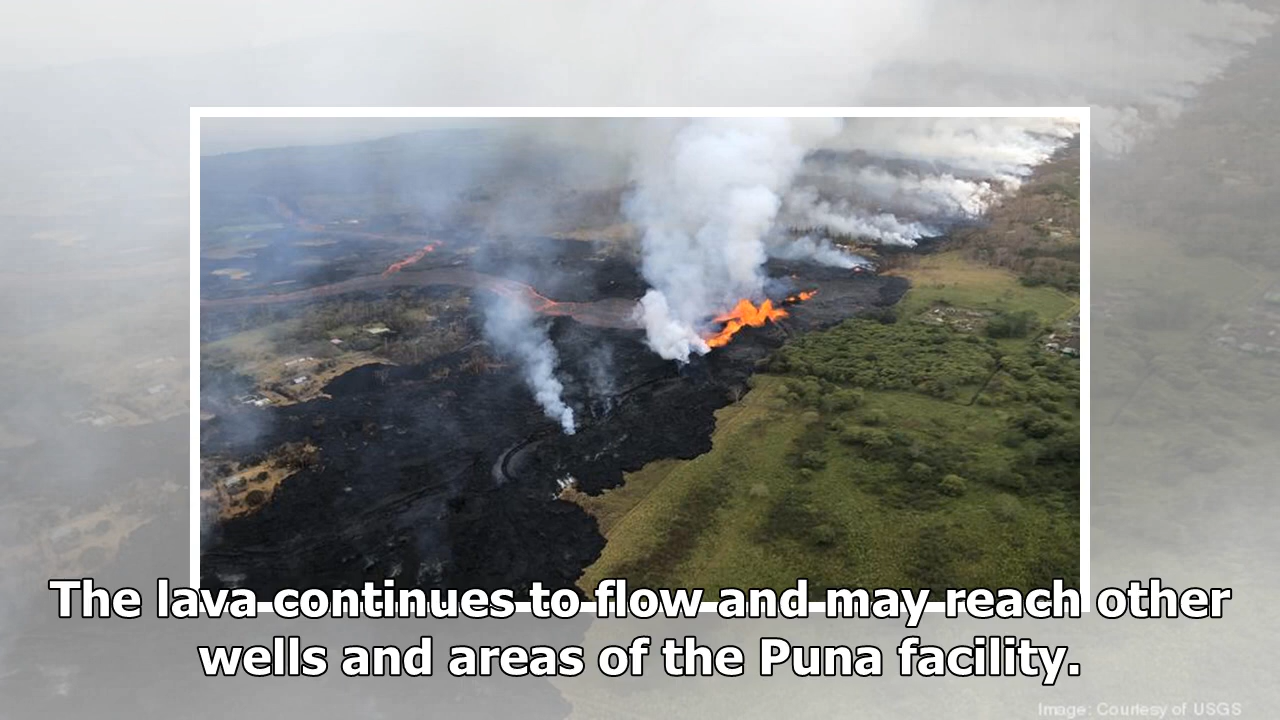 The lava continues to flow and may reach other
wells and areas of the Puna facility.
Image: Courtesy of USGS